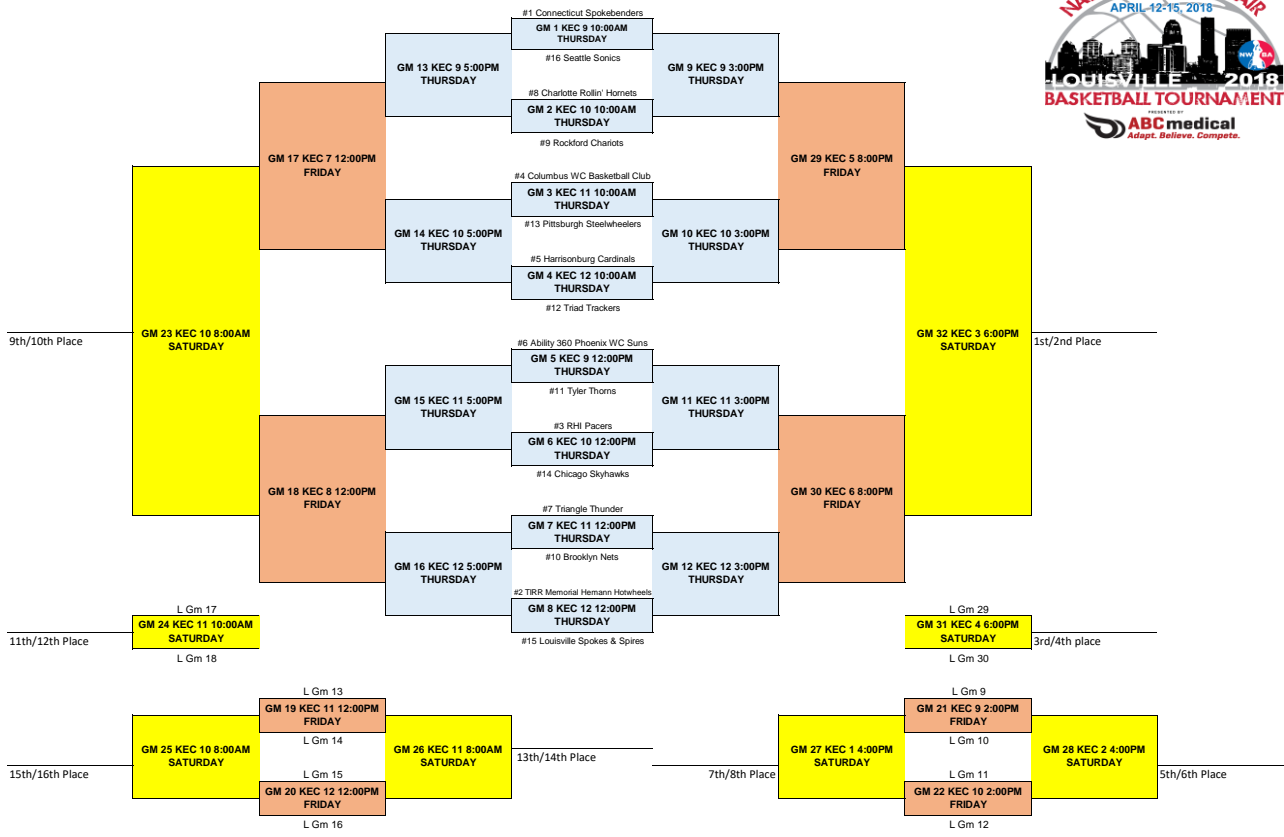 #1 Connecticut Spokebenders
GM 1 KEC 9 10:00AM
THURSDAY
#16 Seattle Sonics
GM 13 KEC 9 5:00PM
THURSDAY
GM 9 KEC 9 3:00PM
THURSDAY
#8 Charlotte Rollin' Hornets
GM 2 KEC 10 10:00AM
THURSDAY
#9 Rockford Chariots
APRIL 12-15, 2018
NW BA
LOUISVILLE 2018
BASKETBALL TOURNAMENT
PRESENTED BY
ABC medical
Adapt. Believe. Compete.
GM 17 KEC 7 12:00PM
FRIDAY
GM 29 KEC 5 8:00PM
FRIDAY
#4 Columbus WC Basketball Club
GM 3 KEC 11 10:00AM
THURSDAY
#13 Pittsburgh Steelwheelers
GM 14 KEC 10 5:00PM
THURSDAY
GM 10 KEC 10 3:00PM
THURSDAY
#5 Harrisonburg Cardinals
GM 4 KEC 12 10:00AM
THURSDAY
#12 Triad Trackers
9th/10th Place
GM 23 KEC 10 8:00AM
SATURDAY
GM 32 KEC 3 6:00PM
SATURDAY
1st/2nd Place
#6 Ability 360 Phoenix WC Suns
GM 5 KEC 9 12:00PM
THURSDAY
#11 Tyler Thorns
GM 15 KEC 11 5:00PM
THURSDAY
GM 11 KEC 11 3:00PM
THURSDAY
#3 RHI Pacers
GM 6 KEC 10 12:00PM
THURSDAY
#14 Chicago Skyhawks
GM 18 KEC 8 12:00PM
FRIDAY
GM 30 KEC 6 8:00PM
FRIDAY
#7 Triangle Thunder
GM 7 KEC 11 12:00PM
THURSDAY
#10 Brooklyn Nets
GM 16 KEC 12 5:00PM
THURSDAY
GM 12 KEC 12 3:00PM
THURSDAY
#2 TIRR Memorial Hemann Hotwheels
GM 8 KEC 12 12:00PM
THURSDAY
#15 Louisville Spokes & Spires
L Gm 17
GM 24 KEC 11 10:00AM
SATURDAY
11th/12th Place
L Gm 18
L Gm 29
GM 31 KEC 4 6:00PM
SATURDAY
3rd/4th place
L Gm 30
L Gm 13
GM 19 KEC 11 12:00PM
FRIDAY
L Gm 14
GM 25 KEC 10 8:00AM
SATURDAY
GM 26 KEC 11 8:00AM
SATURDAY
13th/14th Place
15th/16th Place
L Gm 15
GM 20 KEC 12 12:00PM
FRIDAY
L Gm 16
L Gm 9
GM 21 KEC 9 2:00PM
FRIDAY
L Gm 10
GM 27 KEC 1 4:00PM
SATURDAY
GM 28 KEC 2 4:00PM
SATURDAY
7th/8th Place
5th/6th Place
L Gm 11
GM 22 KEC 10 2:00PM
FRIDAY
L Gm 12